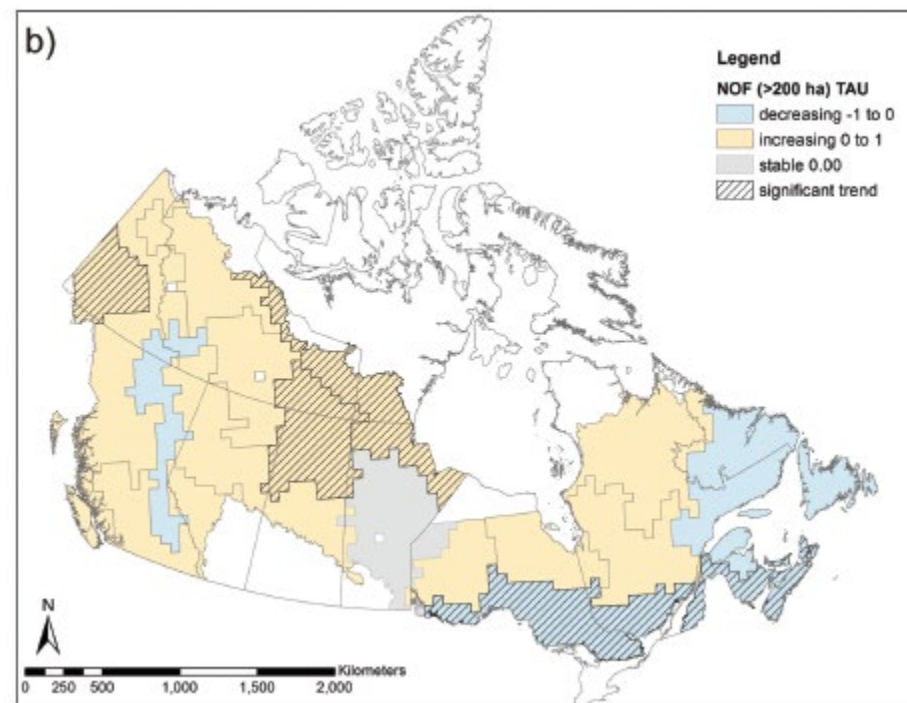 b)
Legend
NOF (>200 ha) TAU
decreasing -1 to 0
increasing 0 to 1
stable 0.00
significant trend
N
Kilometers
0 250 500 1,000 1,500 2,000